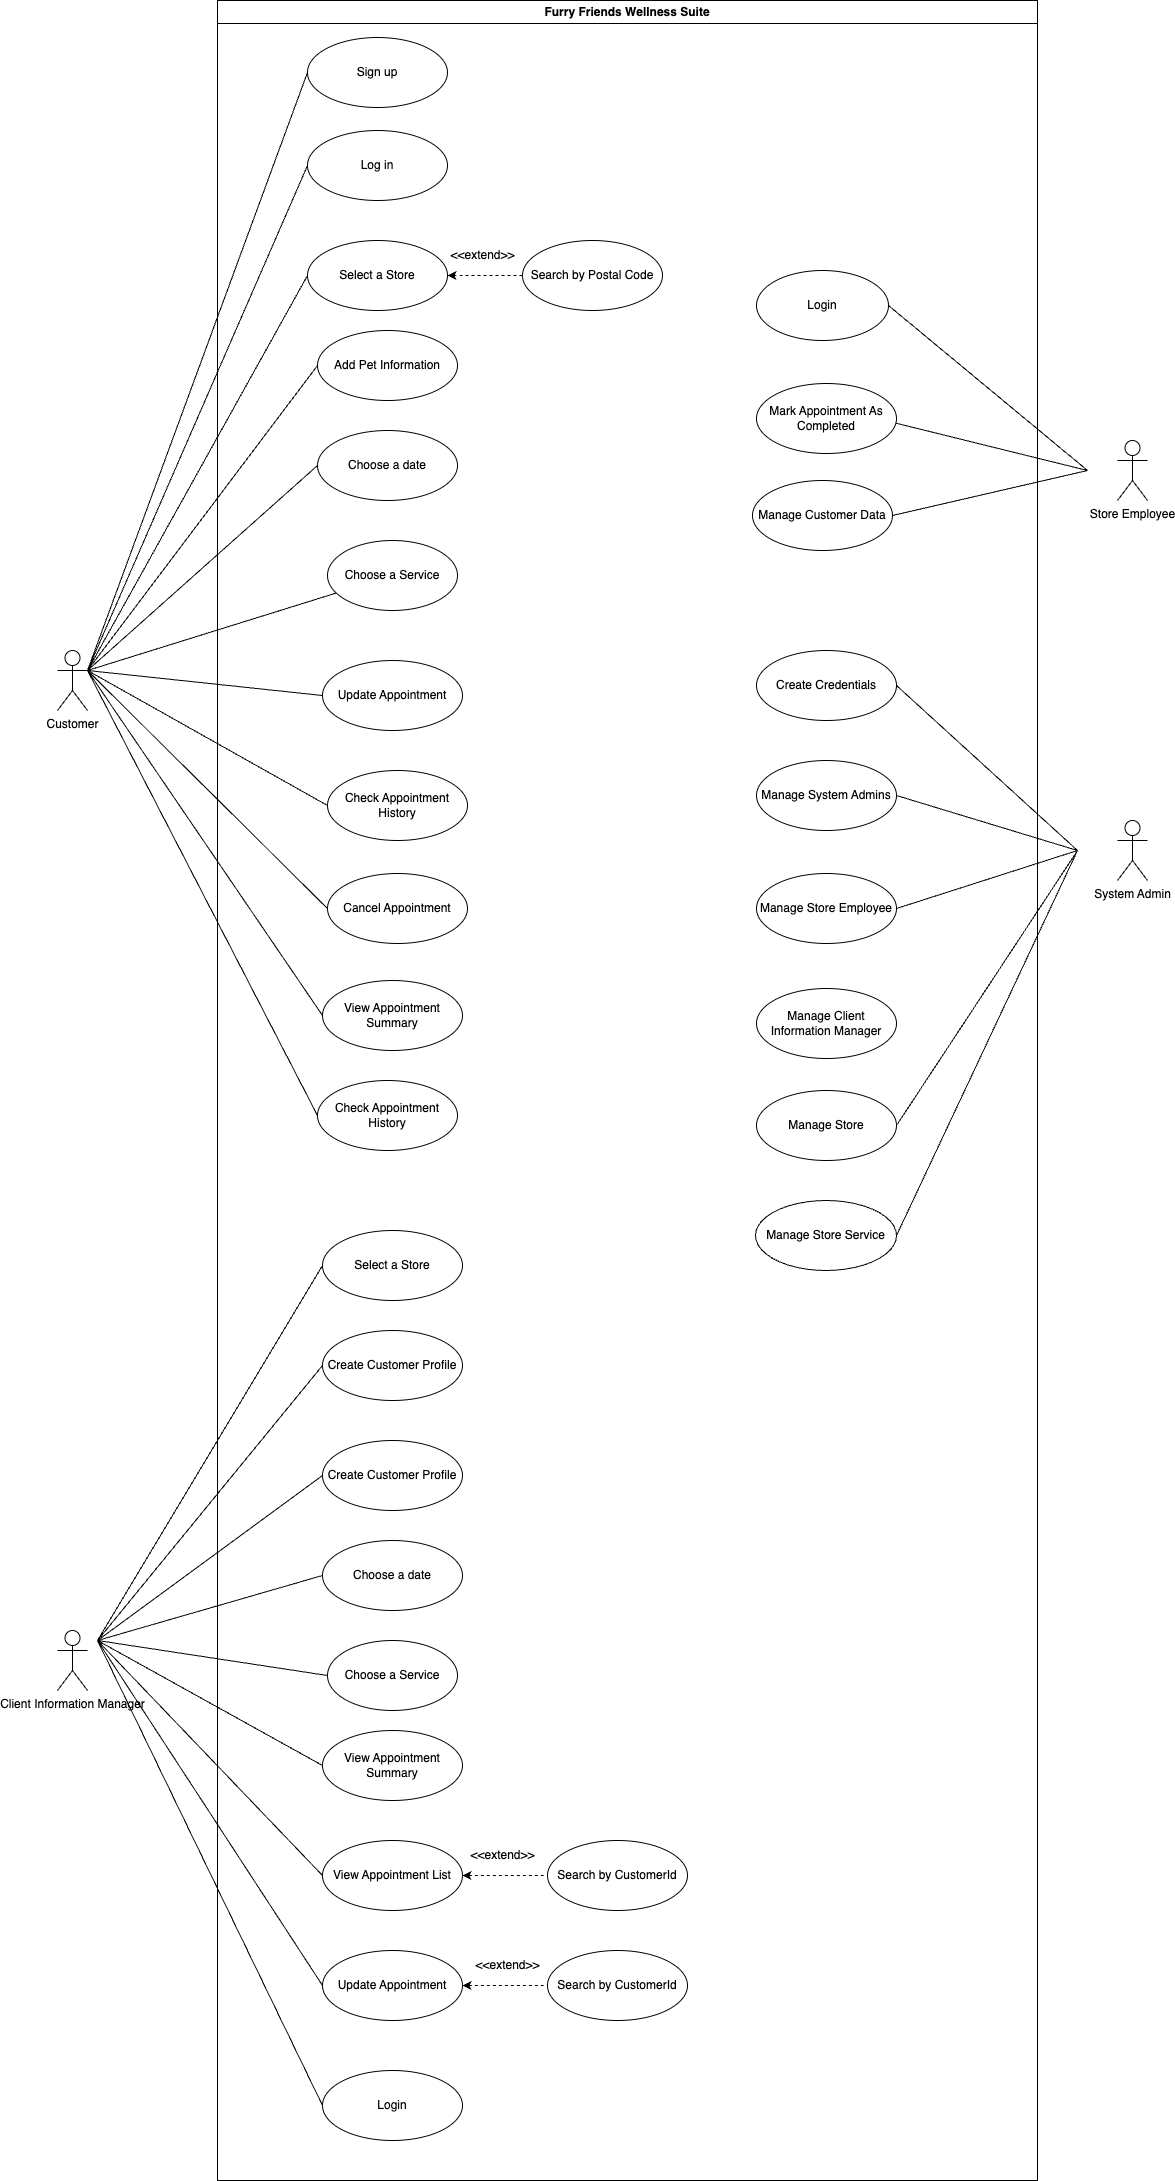 Furry Friends Wellness Suite
Sign up
Log in
Select a Store
<<extend>>
Search by Postal Code
Add Pet Information
Choose a date
Choose a Service
Update Appointment
Customer
Check Appointment
History
Cancel Appointment
View Appointment
Summary
Check Appointment
History
Login
Mark Appointment As
Completed
Manage Customer Data
Store Employee
Create Credentials
Manage System Admins
Manage Store Employee
System Admin
Manage Client
Information Manager
Manage Store
Manage Store Service
Select a Store
Create Customer Profile
Create Customer Profile
Choose a date
Choose a Service
Client Information Manager
View Appointment
Summary
View Appointment List
<<extend>>
Search by CustomerId
Update Appointment
<<extend>>
Search by CustomerId
Login